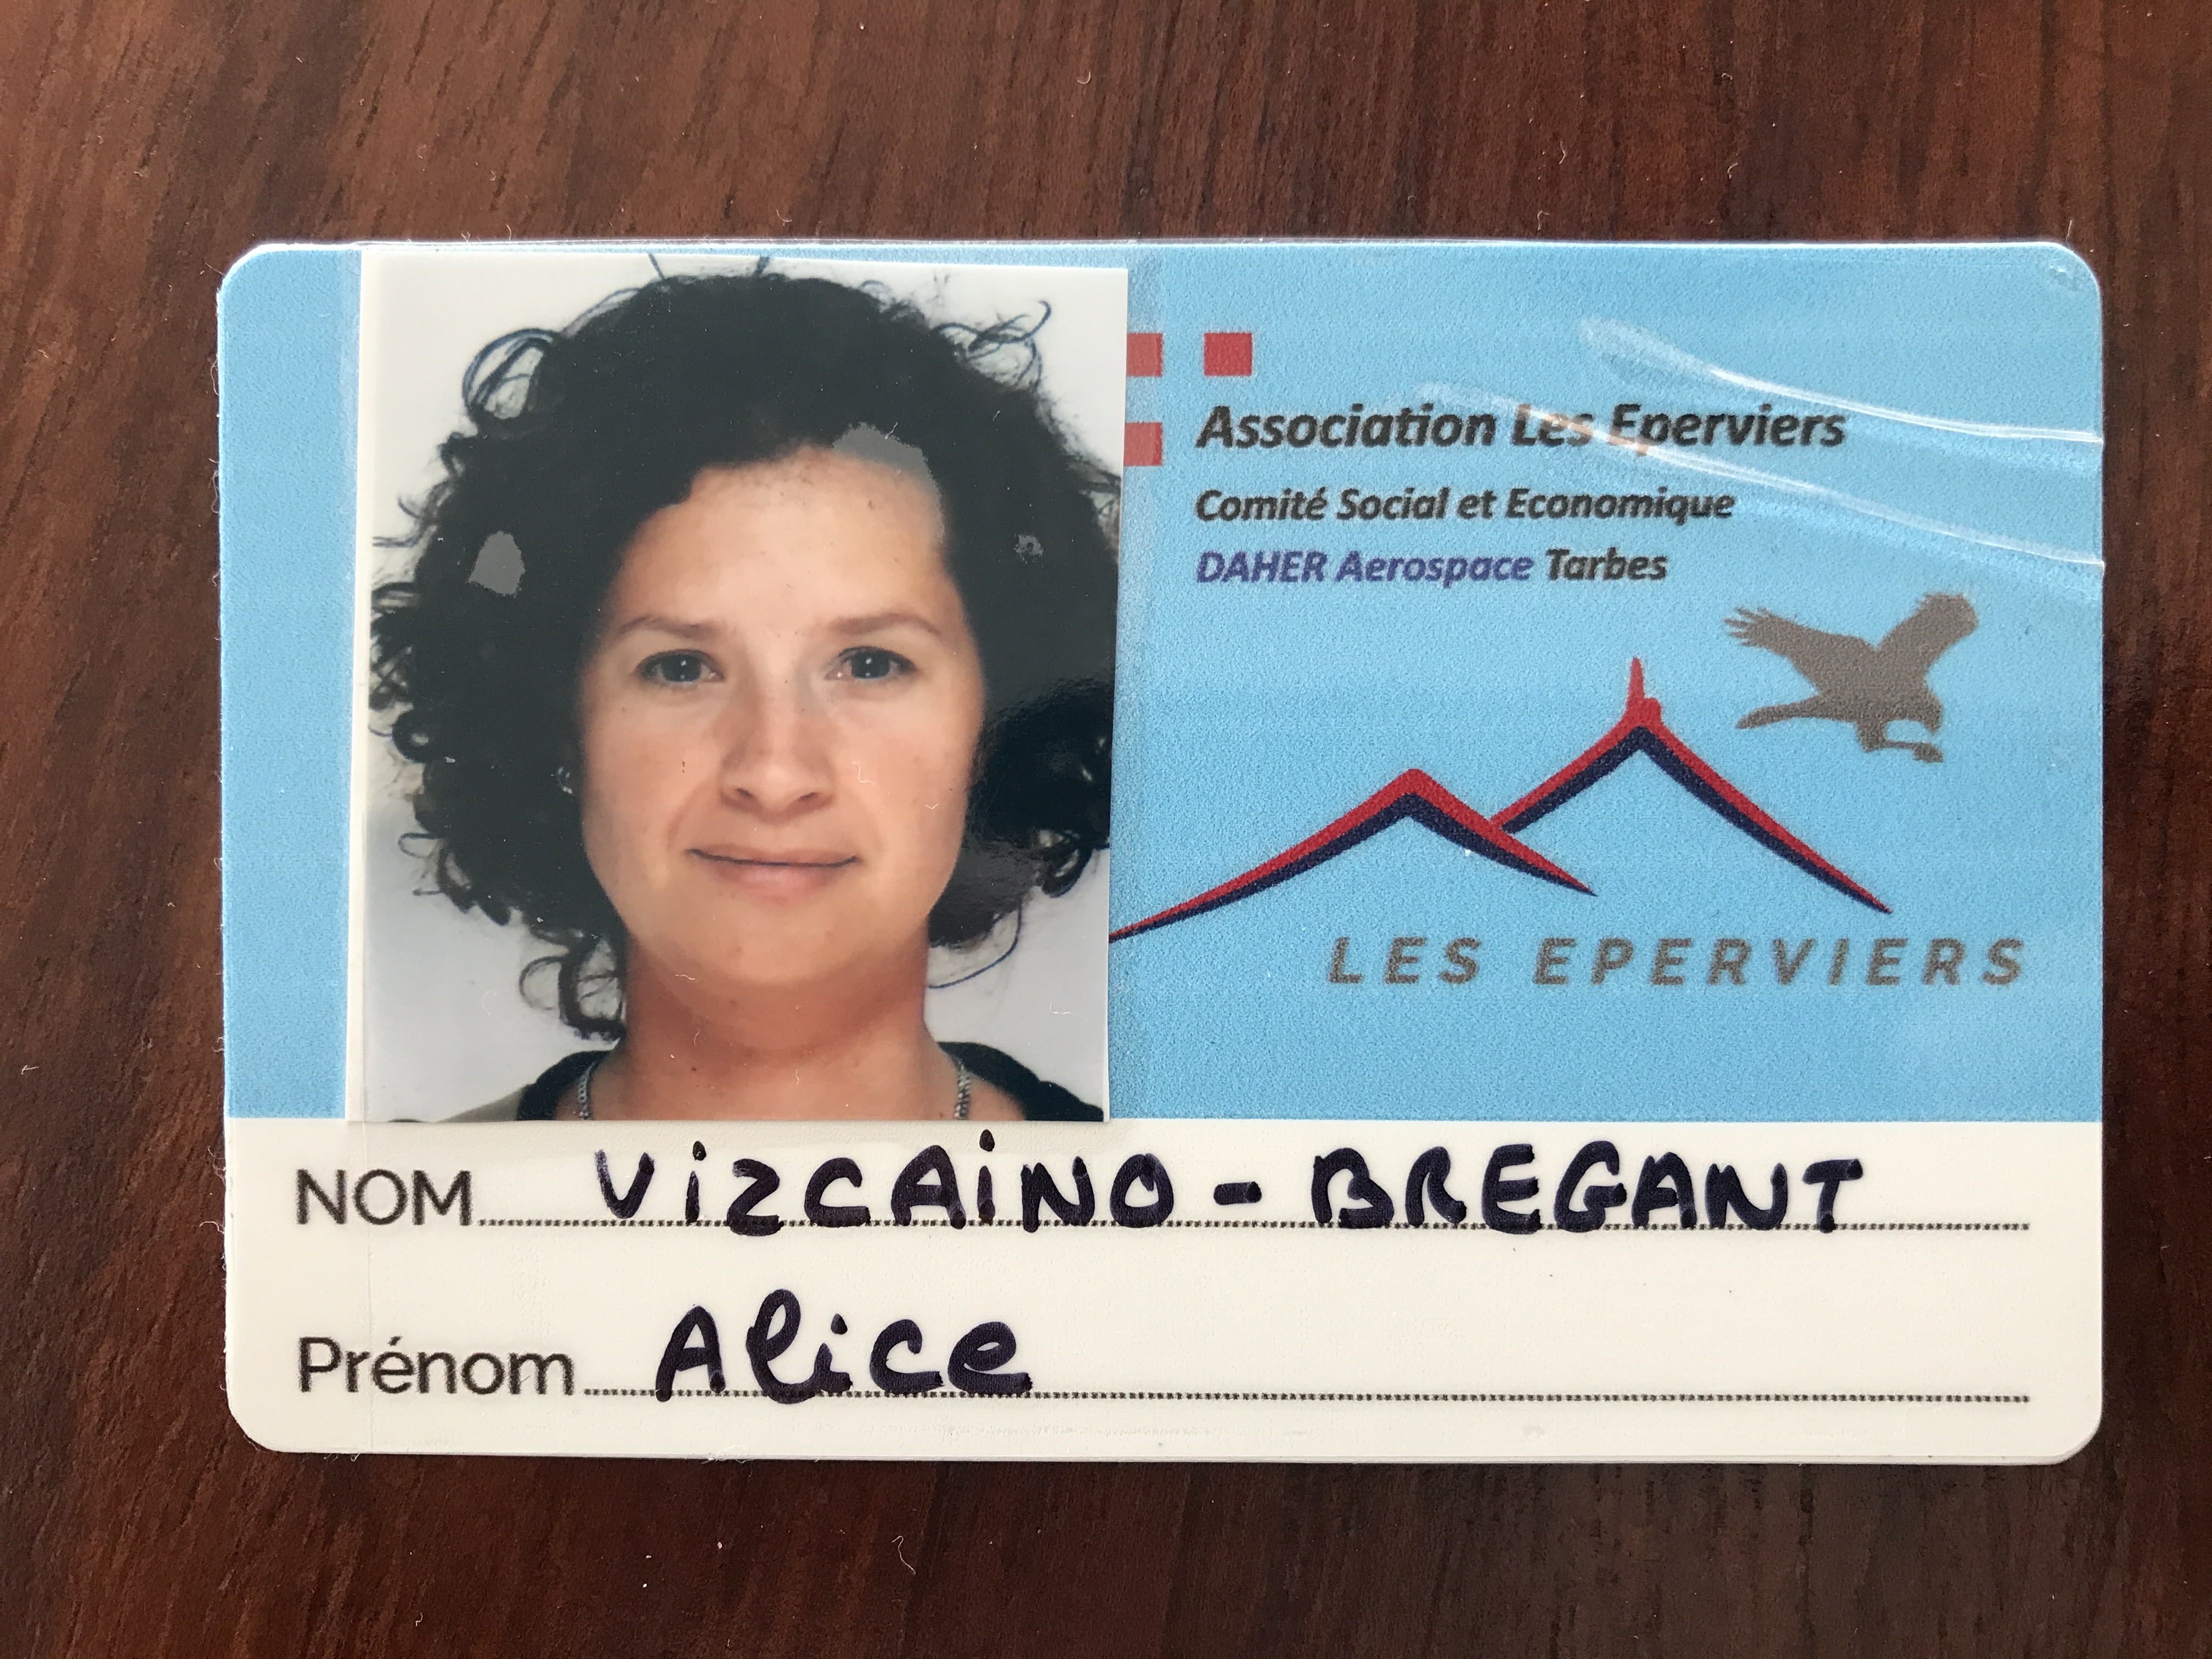 Association Les Eperviers
Comité Social et Economique
DAHER Aerospace Tarbes
LES EPERVIERS
NOM VIZCAINO - BREGANT
Prénom Alice